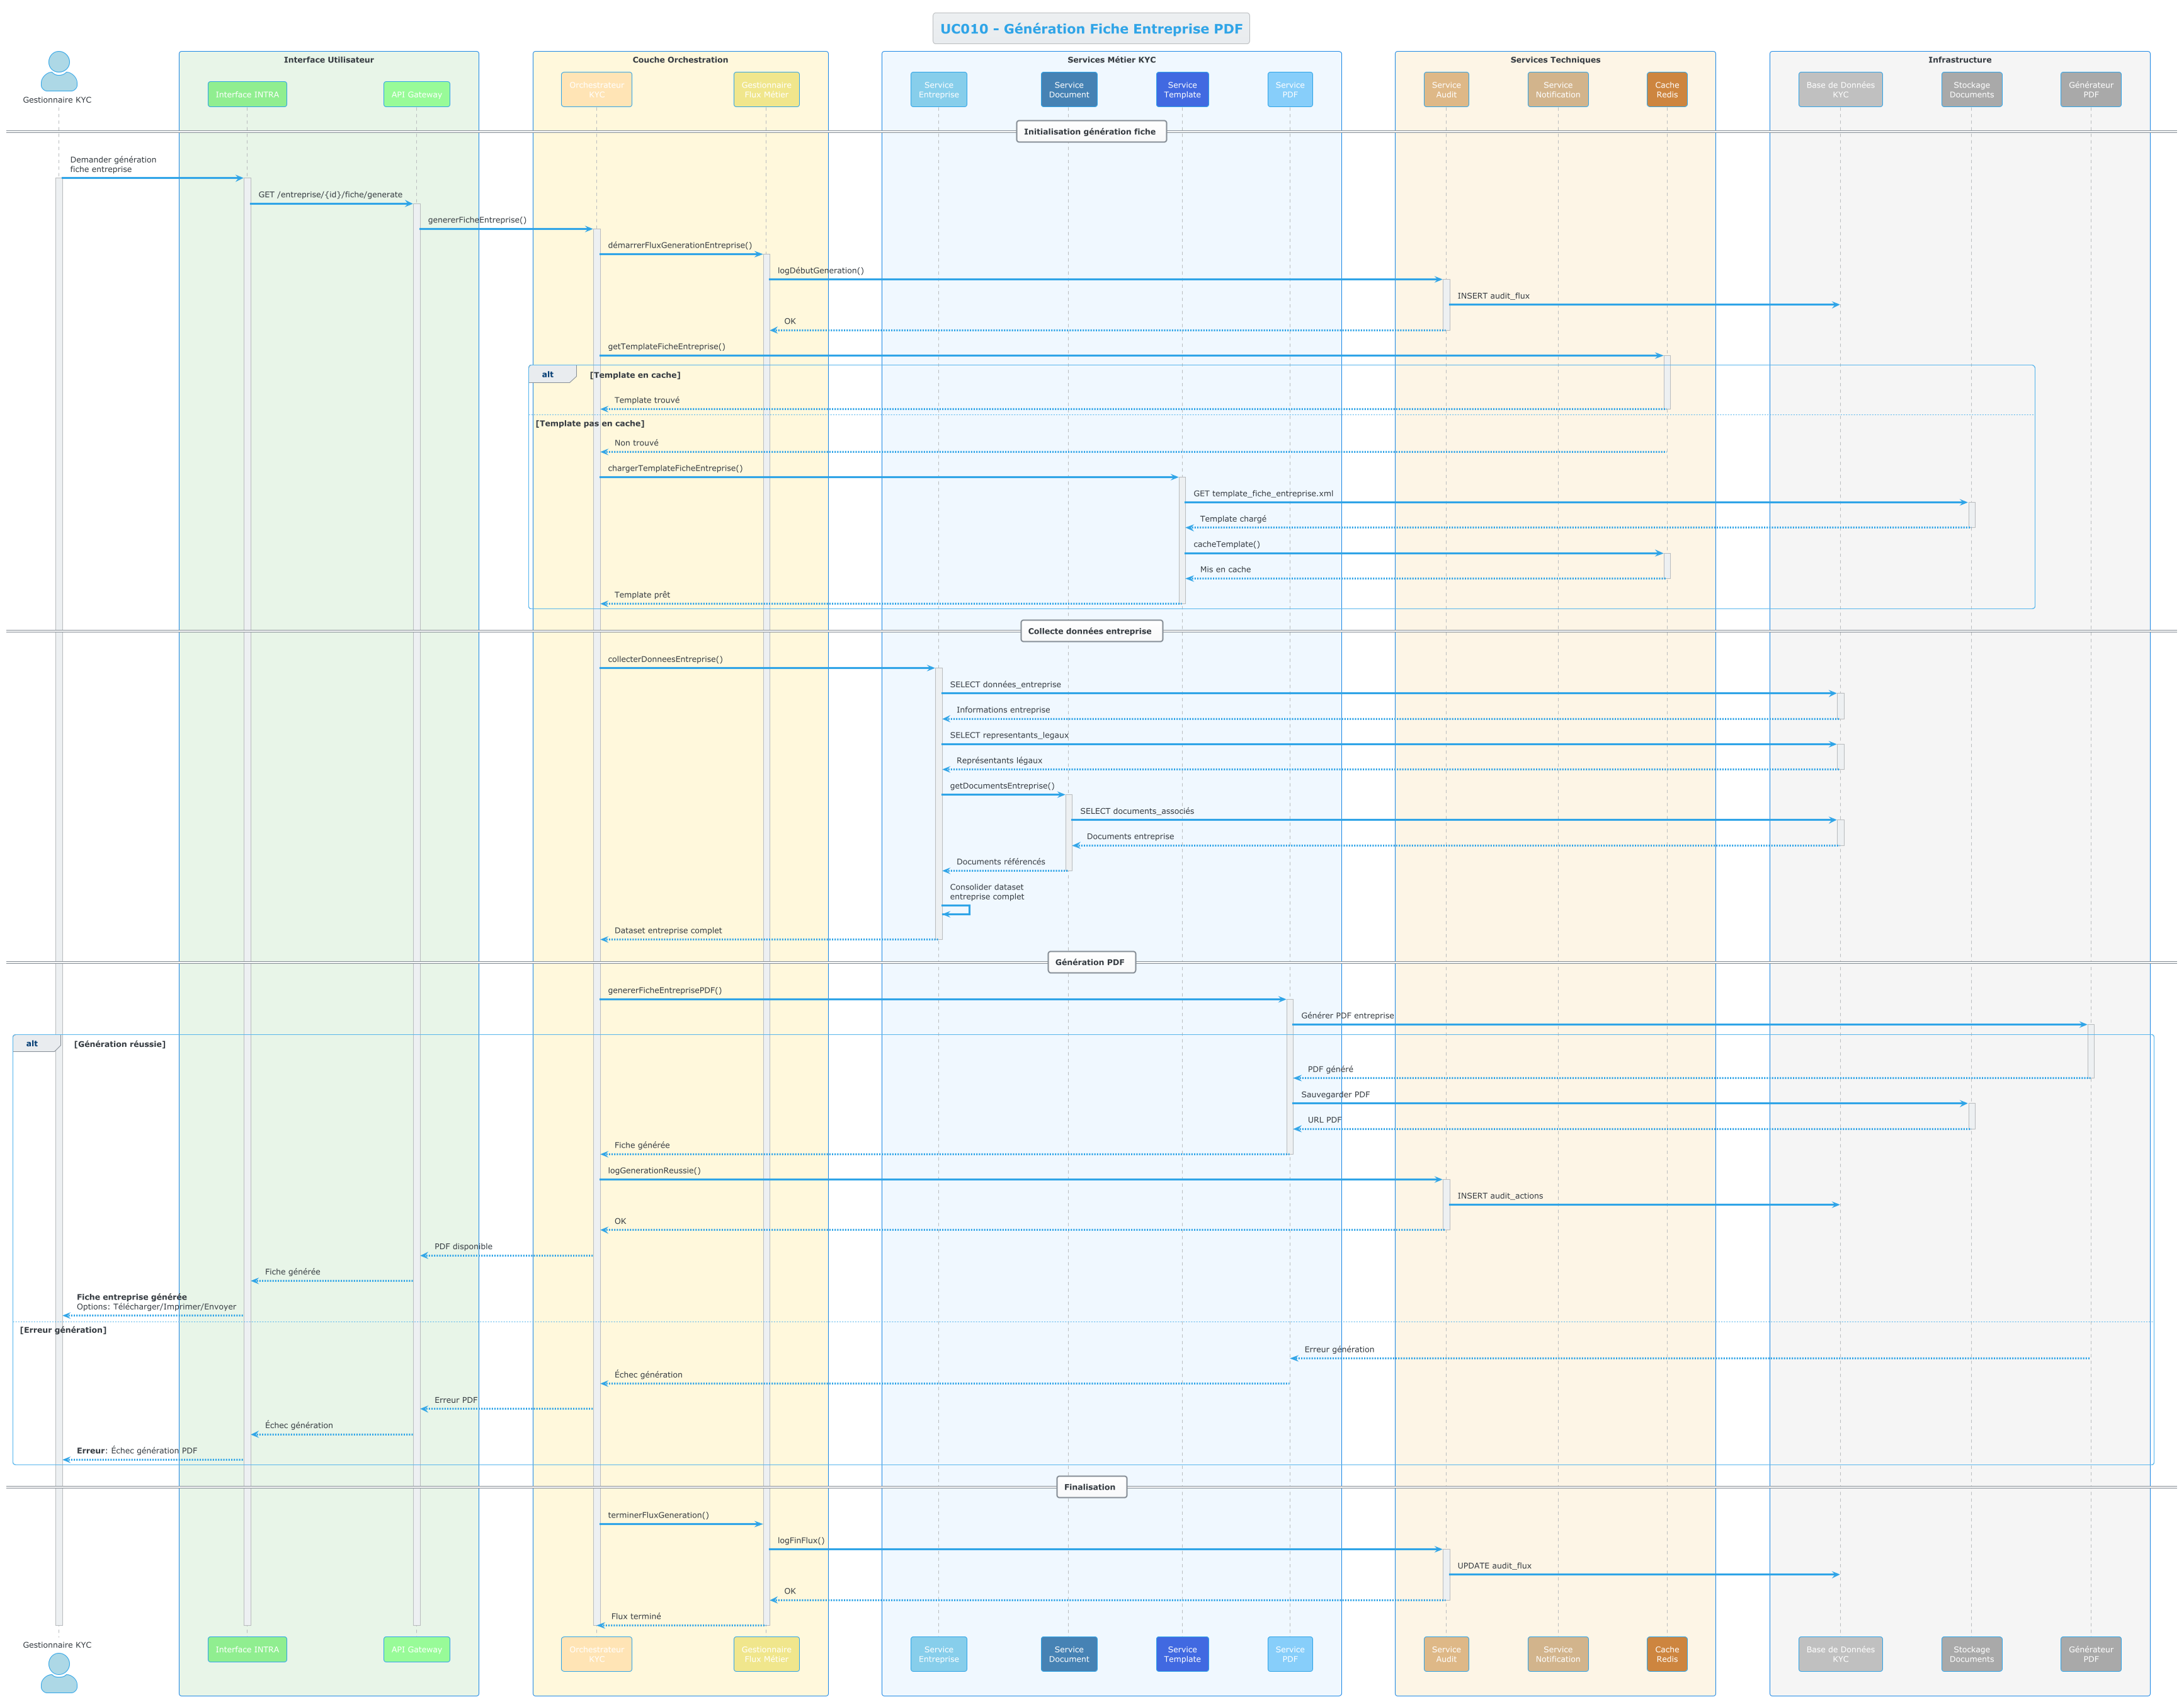 UC010 - Génération Fiche Entreprise PDF
Interface Utilisateur
Couche Orchestration
Services Métier KYC
Services Techniques
Infrastructure
Gestionnaire KYC
Interface INTRA
API Gateway
Orchestrateur
KYC
Gestionnaire
Flux Métier
Service
Entreprise
Service
Document
Service
Template
Service
PDF
Service
Audit
Service
Notification
Cache
Redis
Base de Données
KYC
Stockage
Documents
Générateur
PDF
Initialisation génération fiche
Demander génération
fiche entreprise
GET /entreprise/{id}/fiche/generate
genererFicheEntreprise()
démarrerFluxGenerationEntreprise()
logDébutGeneration()
INSERT audit_flux
OK
getTemplateFicheEntreprise()
alt
[Template en cache]
Template trouvé
[Template pas en cache]
Non trouvé
chargerTemplateFicheEntreprise()
GET template_fiche_entreprise.xml
Template chargé
cacheTemplate()
Mis en cache
Template prêt
Collecte données entreprise
collecterDonneesEntreprise()
SELECT données_entreprise
Informations entreprise
SELECT representants_legaux
Représentants légaux
getDocumentsEntreprise()
SELECT documents_associés
Documents entreprise
Documents référencés
Consolider dataset
entreprise complet
Dataset entreprise complet
Génération PDF
genererFicheEntreprisePDF()
Générer PDF entreprise
alt
[Génération réussie]
PDF généré
Sauvegarder PDF
URL PDF
Fiche générée
logGenerationReussie()
INSERT audit_actions
OK
PDF disponible
Fiche générée
Fiche entreprise générée
Options: Télécharger/Imprimer/Envoyer
[Erreur génération]
Erreur génération
Échec génération
Erreur PDF
Échec génération
Erreur: Échec génération PDF
Finalisation
terminerFluxGeneration()
logFinFlux()
UPDATE audit_flux
OK
Flux terminé
Gestionnaire KYC
Interface INTRA
API Gateway
Orchestrateur
KYC
Gestionnaire
Flux Métier
Service
Entreprise
Service
Document
Service
Template
Service
PDF
Service
Audit
Service
Notification
Cache
Redis
Base de Données
KYC
Stockage
Documents
Générateur
PDF